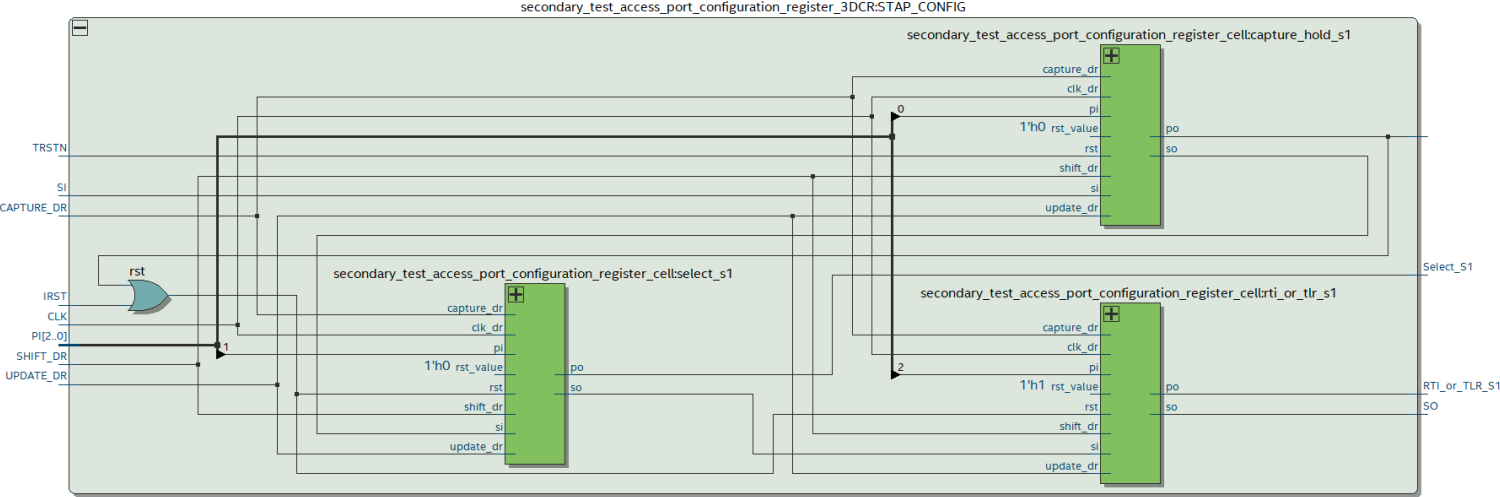 secondary_test_access_port_configuration_register_3DCR:STAP_CONFIG
secondary_test_access_port_configuration_register_cell:capture_hold_s1
capture_dr
clk_dr
0
pi
1'h0 rst_value
po
TRSTN
rst
so
shift_dr
SI
si
CAPTURE_DR
update_dr
rst
secondary_test_access_port_configuration_register_cell:select_s1
Select_S1
IRST
secondary_test_access_port_configuration_register_cell:rti_or_tlr_s1
capture_dr
CLK
clk_dr
capture_dr
PI[2..0]
1
pi
clk_dr
SHIFT_DR
1'h0 rst_value
po
pi
2
UPDATE_DR
rst
so
1'h1 rst_value
po
RTI_or_TLR_S1
shift_dr
rst
so
SO
si
shift_dr
update_dr
si
update_dr